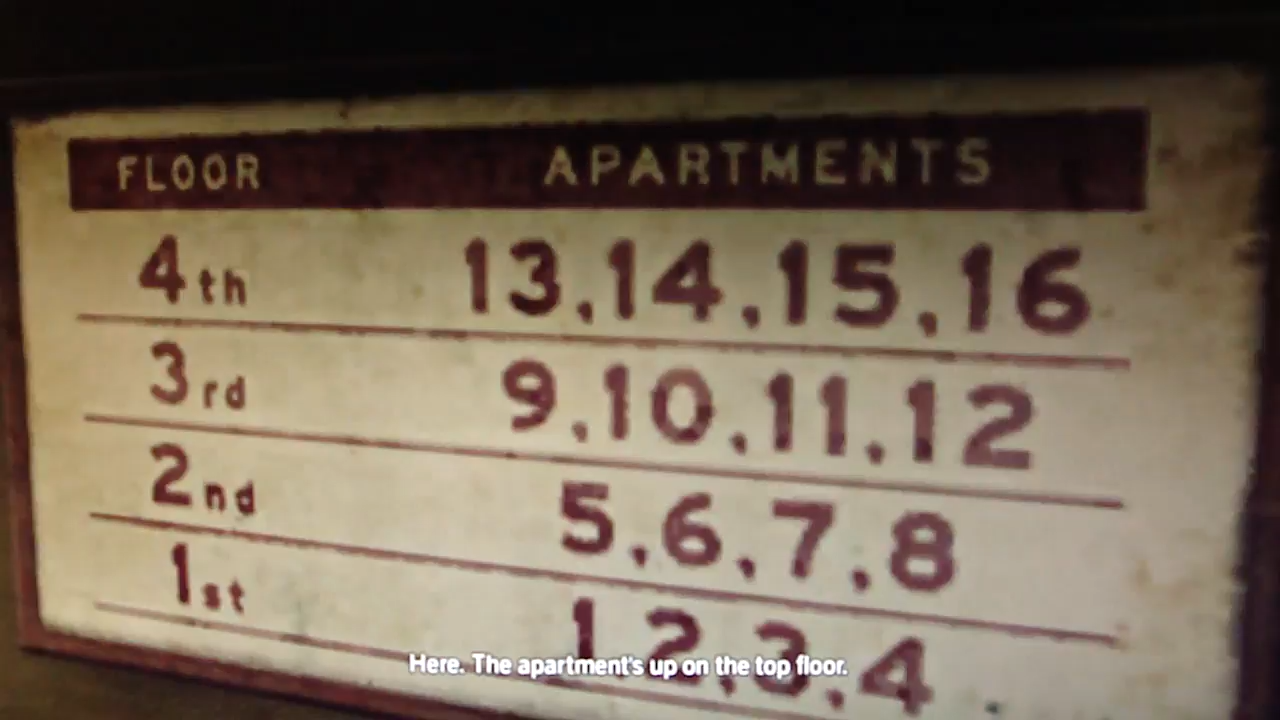 FLOOR APARTMENTS
4th 13,14,15,16
3rd 9,10,11,12
2nd 5,6,7,8
1st 1 2,3,4
Here. The apartment's up on the top floor.